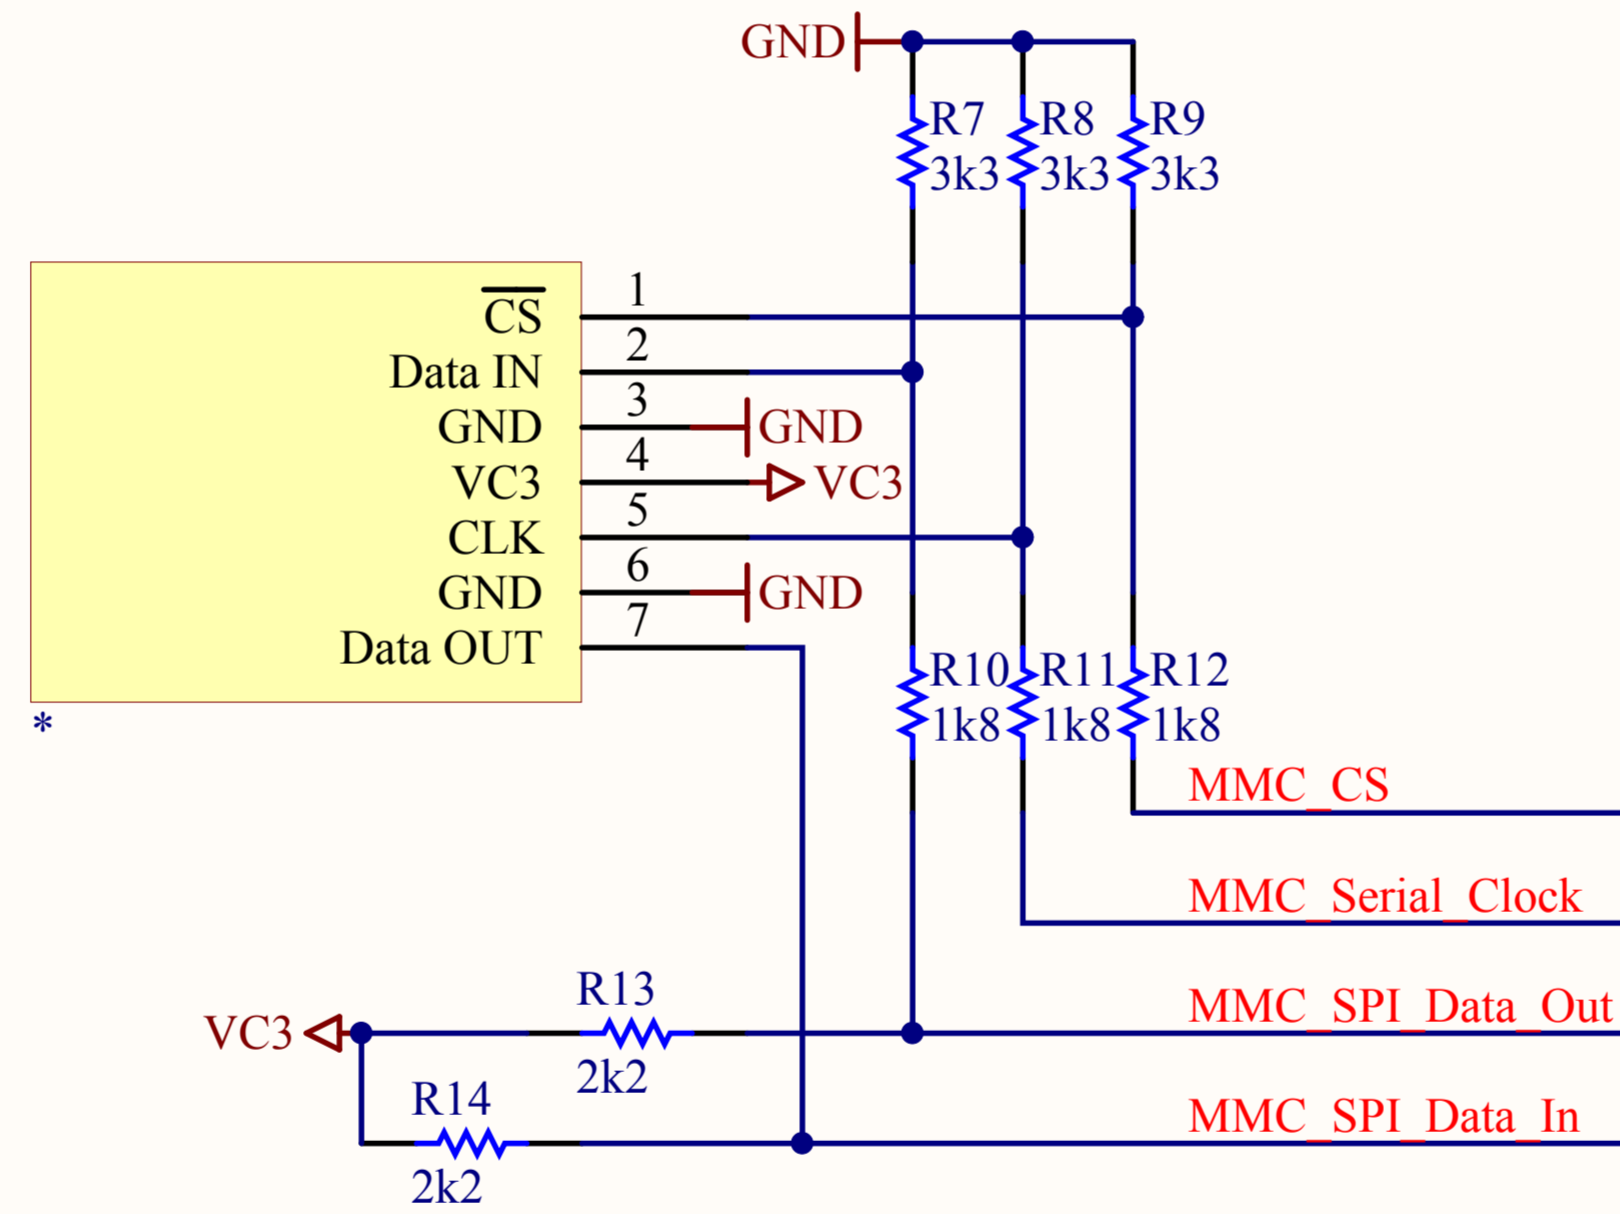 GND
R7 R8 R9
3k3 3k3 3k3
CS 1
Data IN 2
GND 3 GND
VC3 4 VC3
CLK 5
GND 6 GND
Data OUT 7
*
R10 R11 R12
1k8 1k8 1k8
MMC_CS
MMC_Serial_Clock
R13
MMC_SPI_Data_Out
VC3
2k2
R14
MMC_SPI_Data_In
2k2